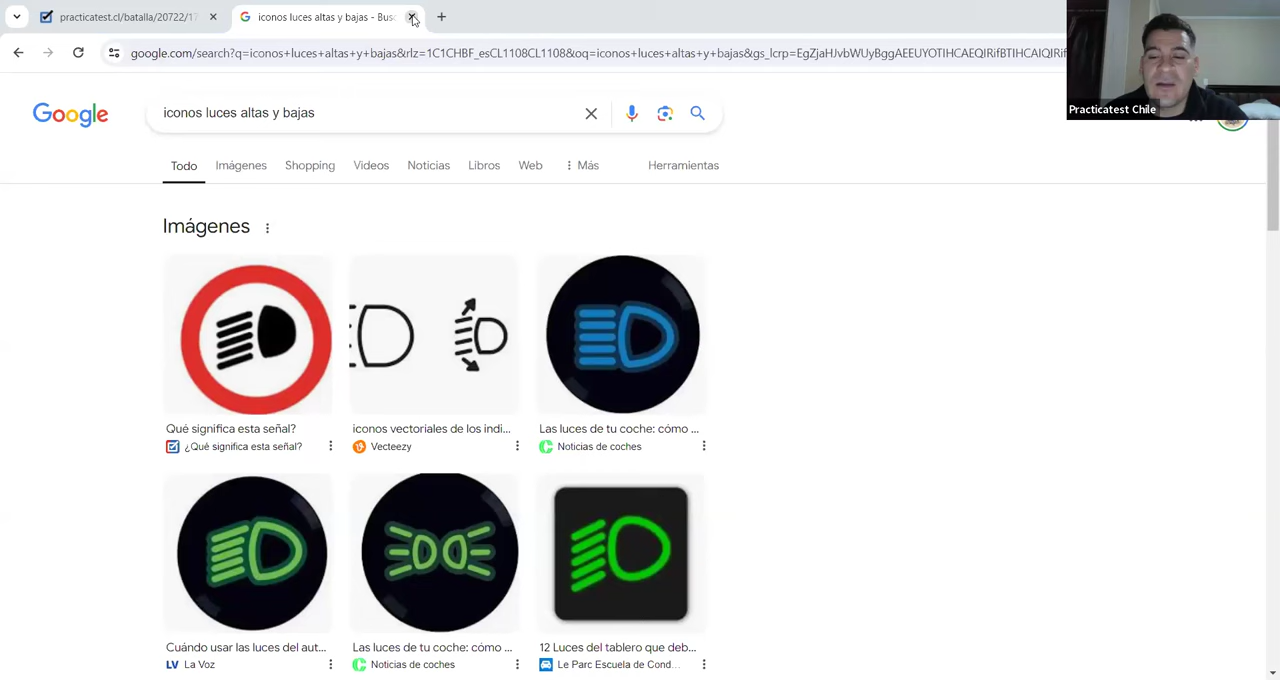 practicatest.cl/batalla/20722/17
iconos luces altas y bajas - Bus
google.com/search?q=iconos+luces+altas+y+bajas&rlz=1C1CHBF_esCL1108CL1108&oq=iconos+luces+altas+y+bajas&gs_lcrp=EgZjaHJvbWUyBggAEEUYOTIHCAEQIRifBTIHCAIQIRif
Practicatest Chile
Google
iconos luces altas y bajas
Todo
Imágenes
Shopping
Videos
Noticias
Libros
Web
Más
Herramientas
Imágenes
Qué significa esta señal?
¿Qué significa esta señal?
iconos vectoriales de los indi...
Vecteezy
Las luces de tu coche: cómo ...
Noticias de coches
Cuándo usar las luces del aut...
LV La Voz
Las luces de tu coche: cómo ...
Noticias de coches
12 Luces del tablero que deb...
Le Parc Escuela de Cond...